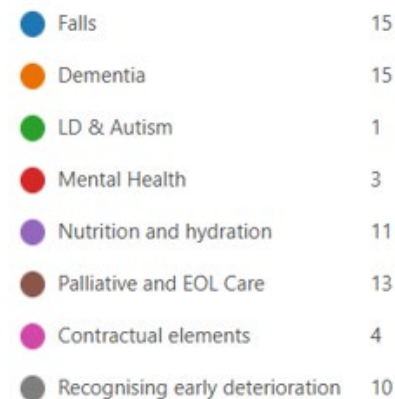 Falls 15
Dementia 15
LD & Autism 1
Mental Health 3
Nutrition and hydration 11
Palliative and EOL Care 13
Contractual elements 4
Recognising early deterioration 10